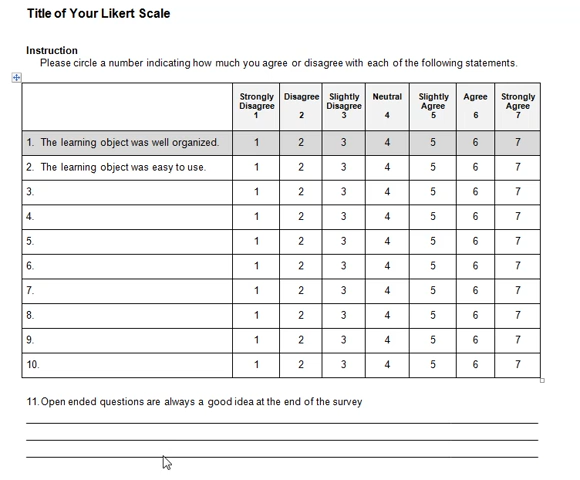 Title of Your Likert Scale
Instruction
Please circle a number indicating how much you agree or disagree with each of the following statements.
Strongly Disagree 1 Disagree 2 Slightly Disagree 3 Neutral 4 Slightly Agree 5 Agree 6 Strongly Agree 7
1. The learning object was well organized. 1 2 3 4 5 6 7
2. The learning object was easy to use. 1 2 3 4 5 6 7
3. 1 2 3 4 5 6 7
4. 1 2 3 4 5 6 7
5. 1 2 3 4 5 6 7
6. 1 2 3 4 5 6 7
7. 1 2 3 4 5 6 7
8. 1 2 3 4 5 6 7
9. 1 2 3 4 5 6 7
10. 1 2 3 4 5 6 7
11. Open ended questions are always a good idea at the end of the survey